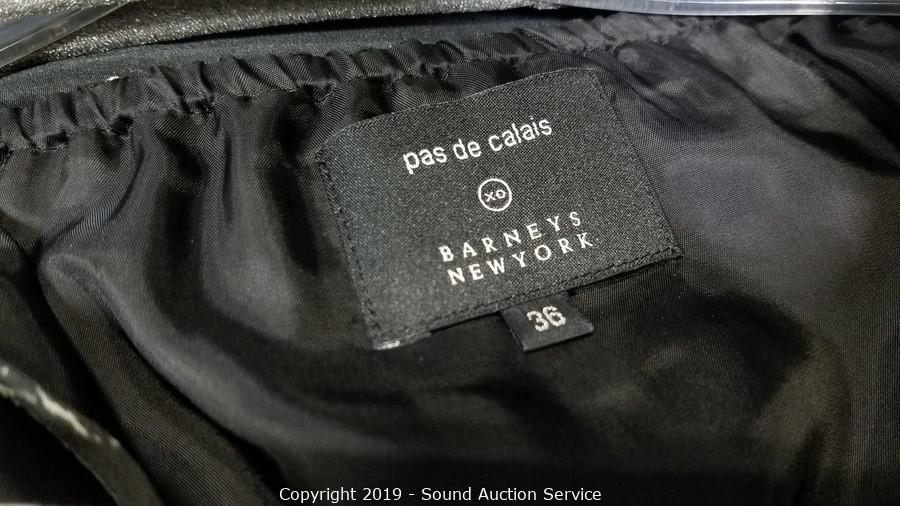 pas de calais
XO
BARNEYS
NEWYORK
36
Copyright 2019 - Sound Auction Service